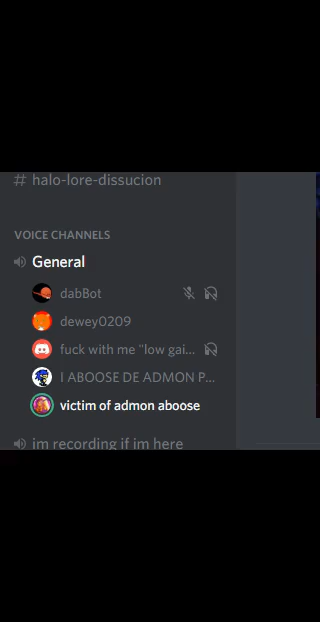 # halo-lore-dissucion
VOICE CHANNELS
General
dabBot
dewey0209
fuck with me "low gai...
I ABOOSE DE ADMON P...
victim of admon aboose
im recording if im here